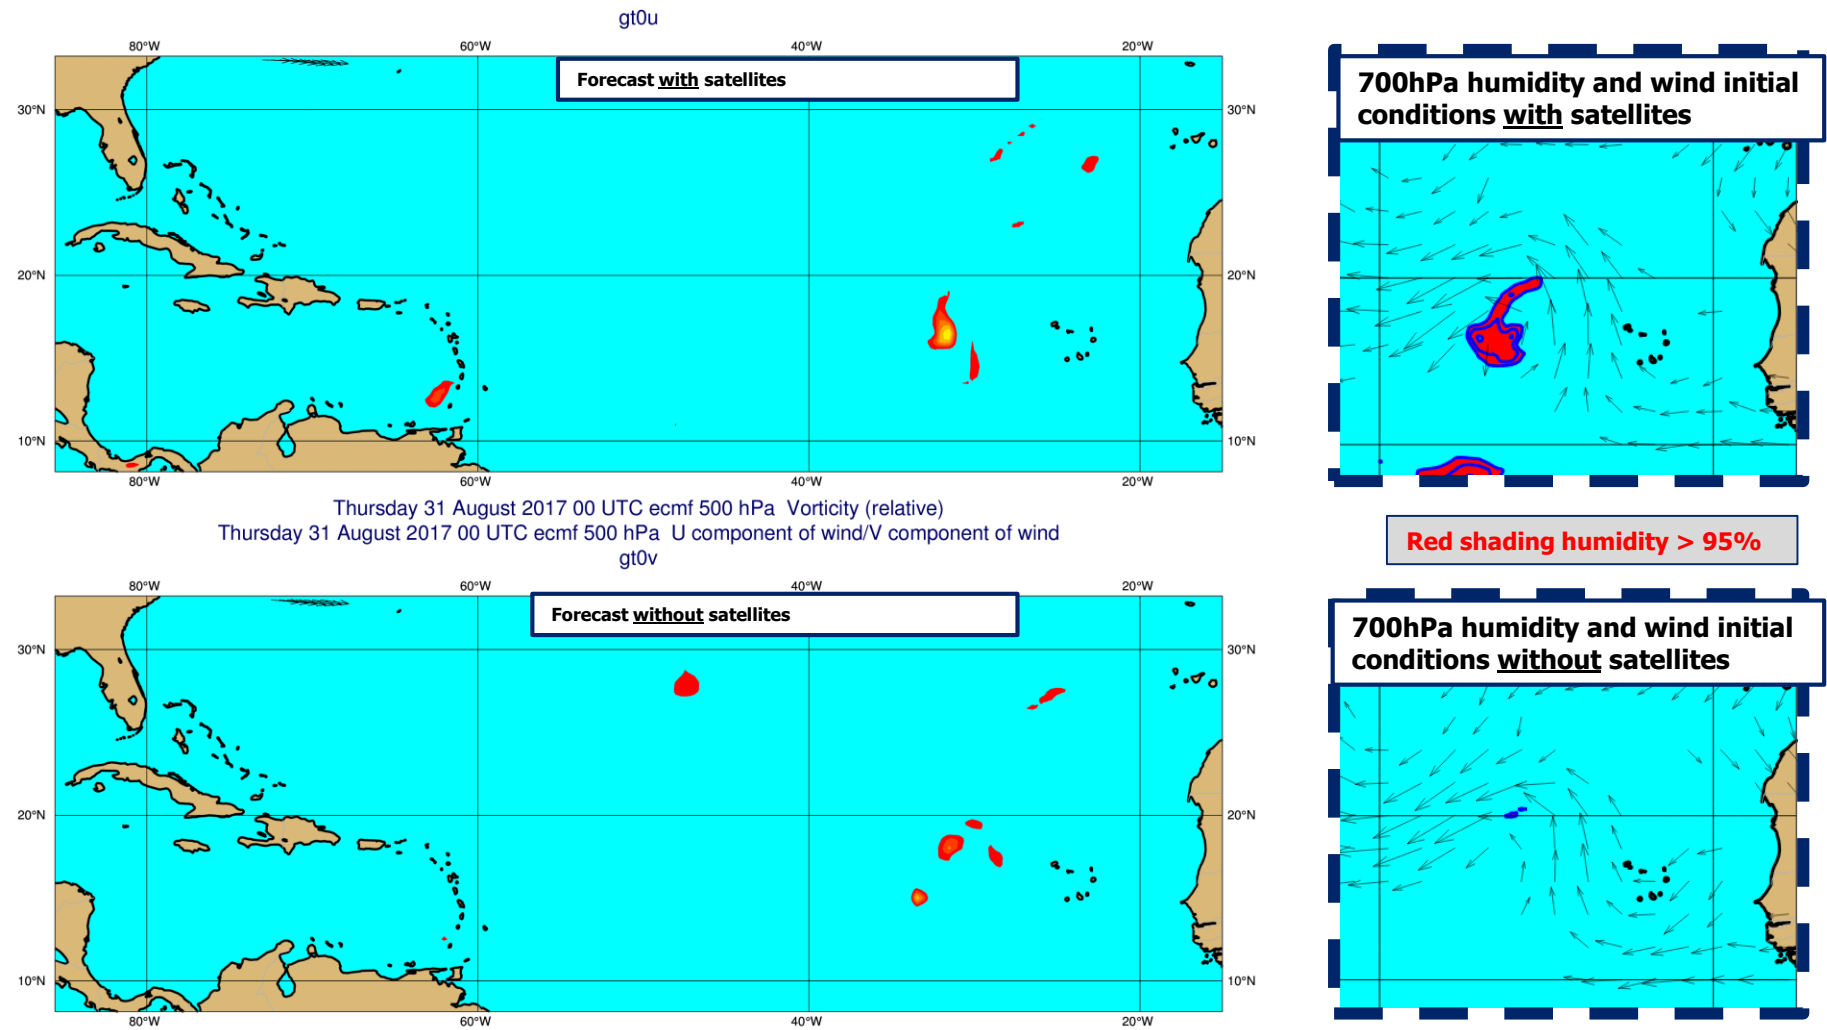 gt0u
80°W 60°W 40°W 20°W
Forecast with satellites
30°N 30°N
20°N 20°N
10°N 10°N
80°W 60°W 40°W 20°W
700hPa humidity and wind initial
conditions with satellites
Thursday 31 August 2017 00 UTC ecmf 500 hPa Vorticity (relative)
Thursday 31 August 2017 00 UTC ecmf 500 hPa U component of wind/V component of wind
gt0v
Red shading humidity > 95%
80°W 60°W 40°W 20°W
Forecast without satellites
30°N 30°N
20°N 20°N
10°N 10°N
80°W 60°W 40°W 20°W
700hPa humidity and wind initial
conditions without satellites